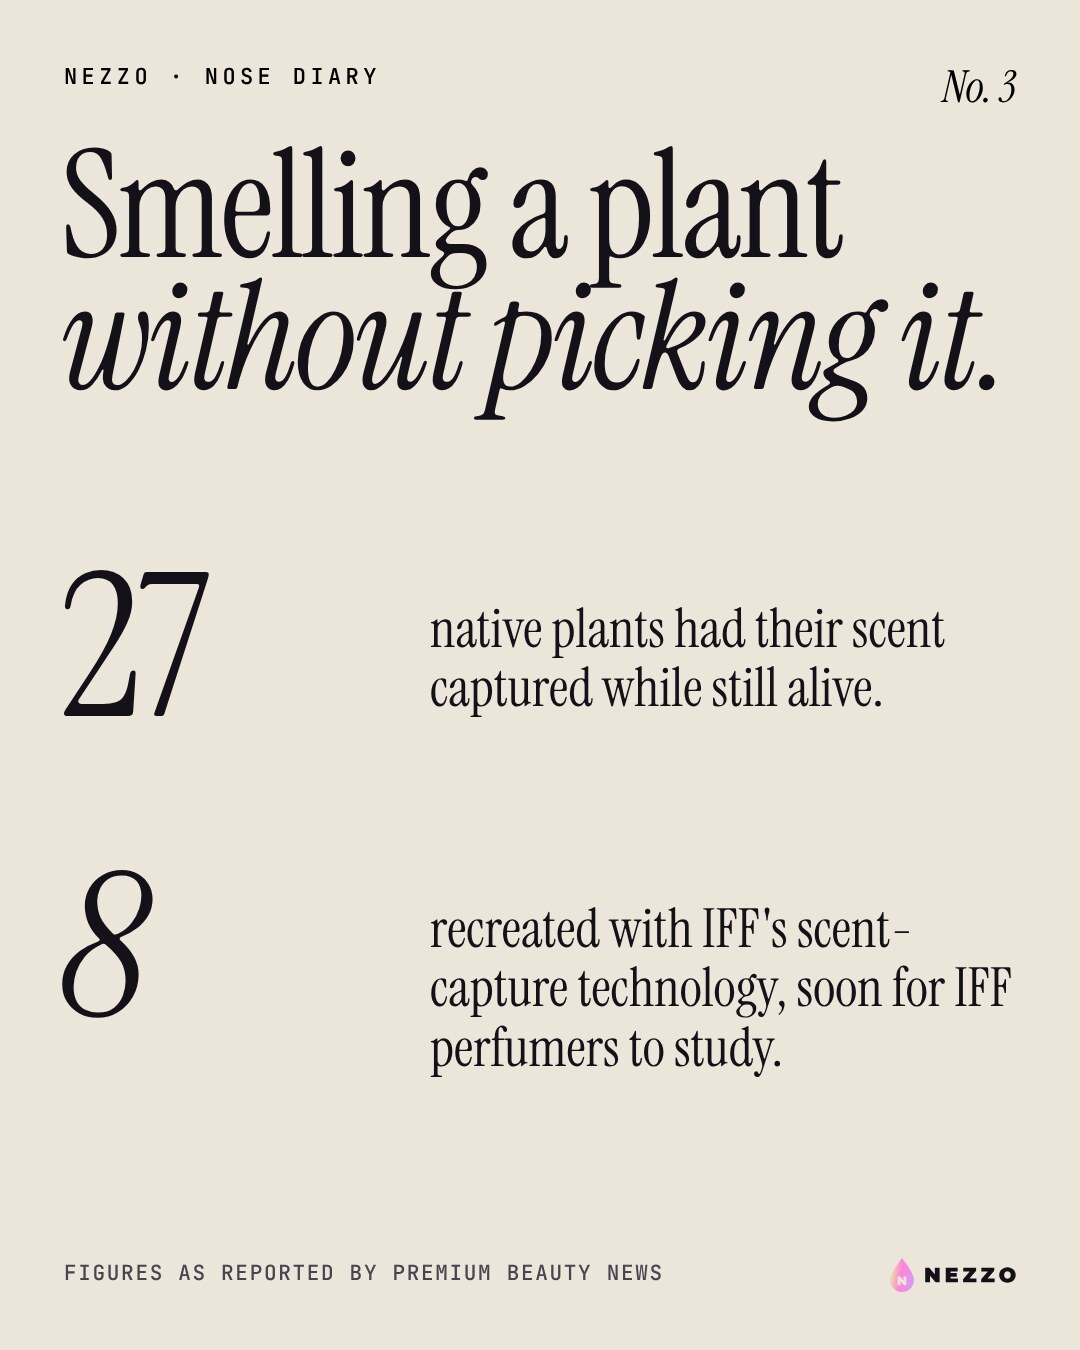 NEZZO · NOSE DIARY
No. 3
Smelling a plant
without picking it.
27
native plants had their scent
captured while still alive.
8
recreated with IFF's scent-
capture technology, soon for IFF
perfumers to study.
FIGURES AS REPORTED BY PREMIUM BEAUTY NEWS
N NEZZO